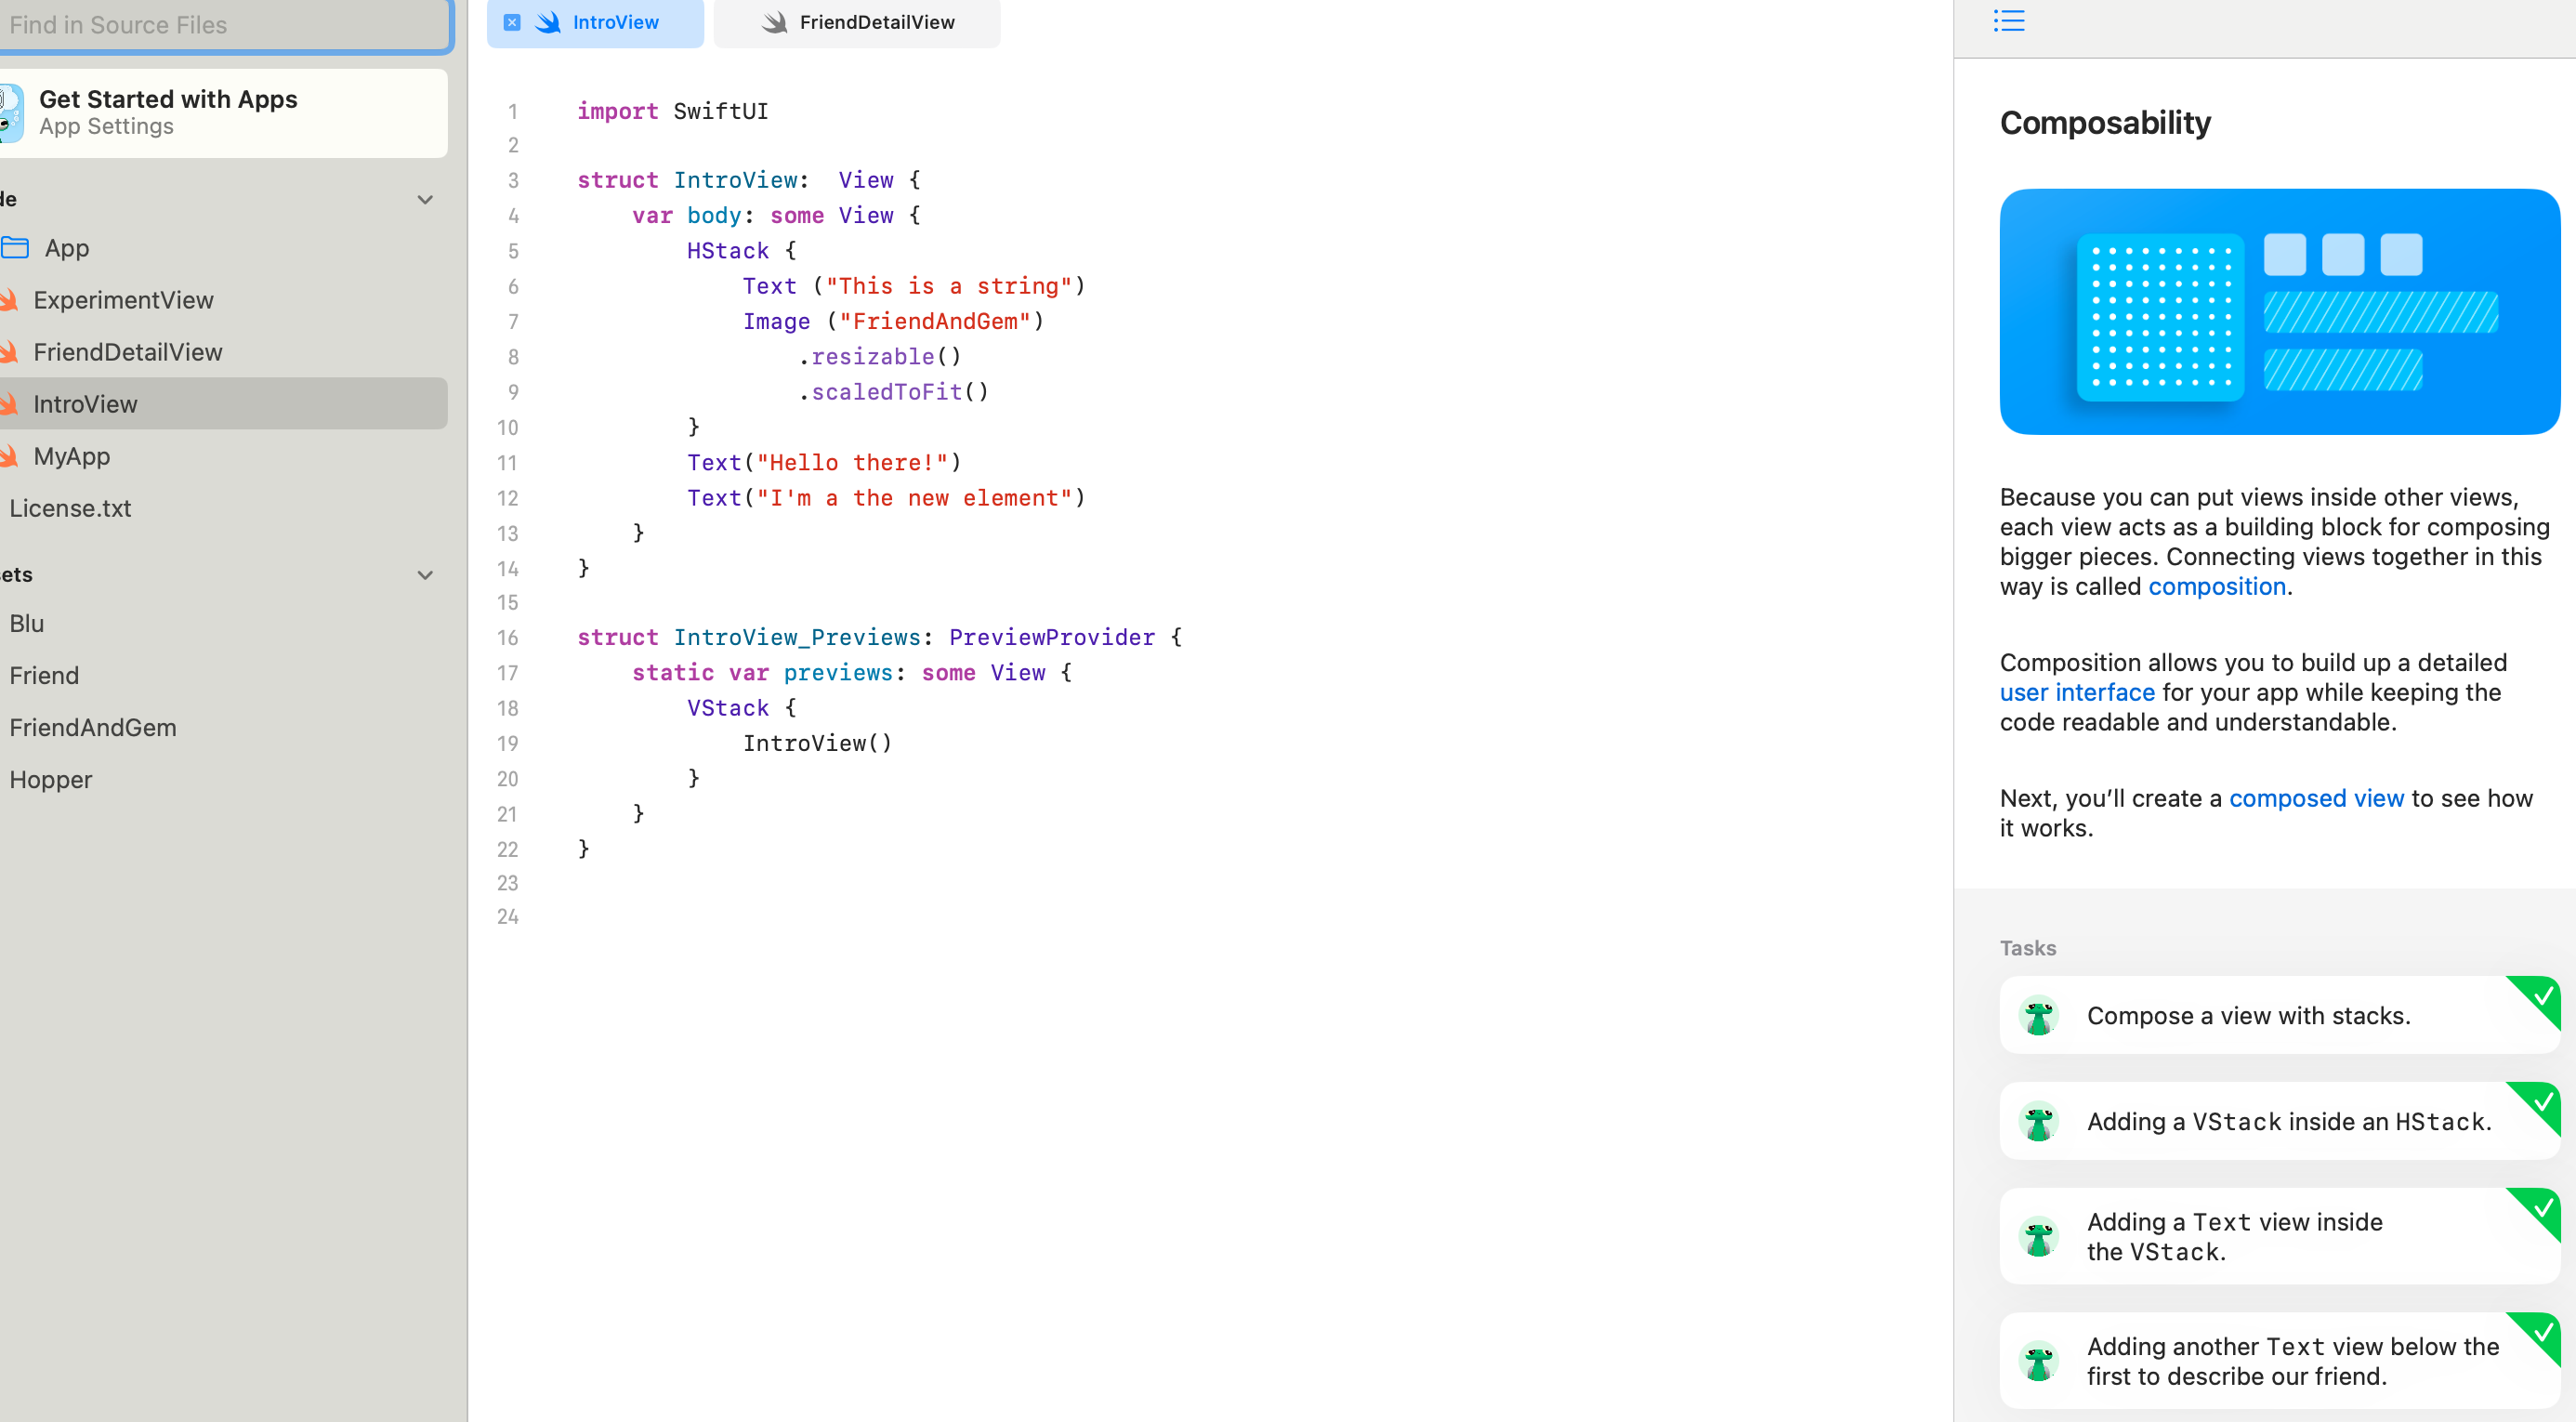 Find in Source Files
Get Started with Apps
App Settings
de
App
ExperimentView
FriendDetailView
IntroView
MyApp
License.txt
sets
Blu
Friend
FriendAndGem
Hopper
IntroView
FriendDetailView
1 import SwiftUI
2
3 struct IntroView:  View {
4     var body: some View {
5         HStack {
6             Text ("This is a string")
7             Image ("FriendAndGem")
8                 .resizable()
9                 .scaledToFit()
10         }
11         Text("Hello there!")
12         Text("I'm a the new element")
13     }
14 }
15
16 struct IntroView_Previews: PreviewProvider {
17     static var previews: some View {
18         VStack {
19             IntroView()
20         }
21     }
22 }
23
24
Composability
Because you can put views inside other views,
each view acts as a building block for composing
bigger pieces. Connecting views together in this
way is called composition.
Composition allows you to build up a detailed
user interface for your app while keeping the
code readable and understandable.
Next, you’ll create a composed view to see how
it works.
Tasks
Compose a view with stacks.
Adding a VStack inside an HStack.
Adding a Text view inside
the VStack.
Adding another Text view below the
first to describe our friend.